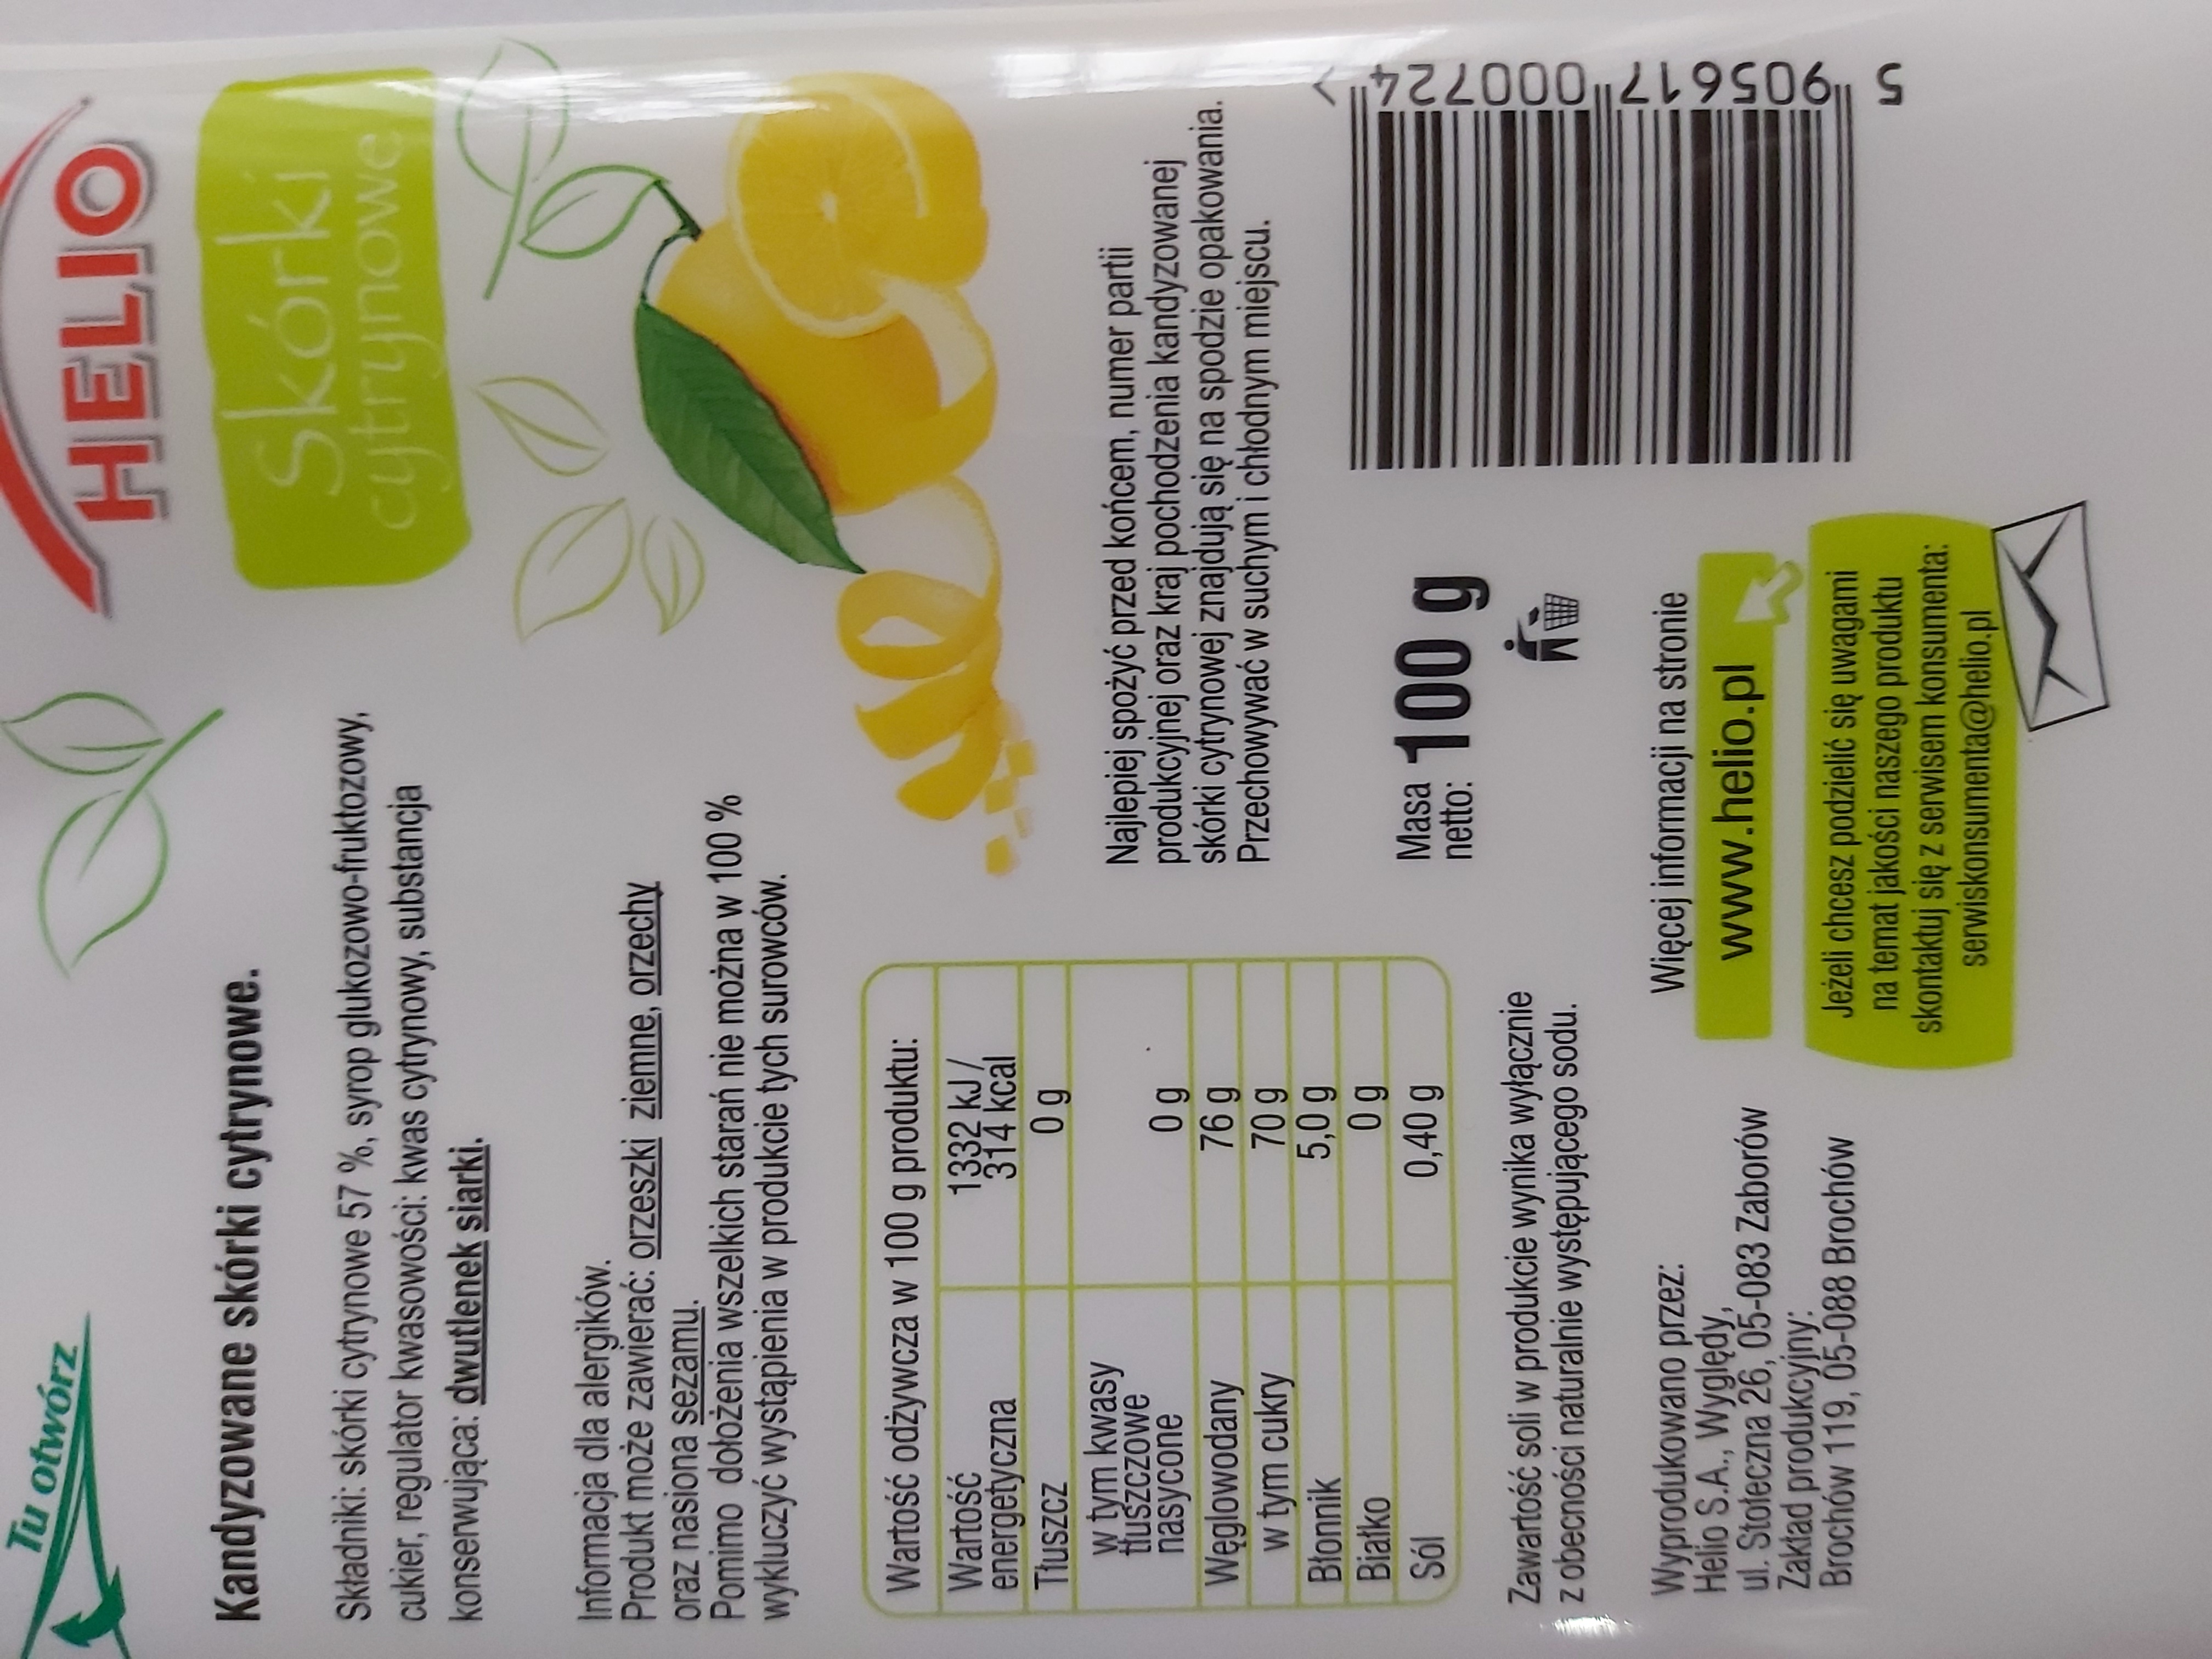 Tu otwórz
HELIO
Skórki
cytrynowe
Kandyzowane skórki cytrynowe.
Składniki: skórki cytrynowe 57 %, syrop glukozowo-fruktozowy,
cukier, regulator kwasowości: kwas cytrynowy, substancja
konserwująca: dwutlenek siarki.
Informacja dla alergików.
Produkt może zawierać: orzeszki ziemne, orzechy
oraz nasiona sezamu.
Pomimo dołożenia wszelkich starań nie można w 100 %
wykluczyć wystąpienia w produkcie tych surowców.
Wartość odżywcza w 100 g produktu:
Wartość 1332 kJ /
energetyczna 314 kcal
Tłuszcz 0 g
w tym kwasy
tłuszczowe
nasycone 0 g
Węglowodany 76 g
w tym cukry 70 g
Błonnik 5,0 g
Białko 0 g
Sól 0,40 g
Zawartość soli w produkcie wynika wyłącznie
z obecności naturalnie występującego sodu.
Wyprodukowano przez:
Helio S.A., Wyględy,
ul. Stołeczna 26, 05-083 Zaborów
Zakład produkcyjny:
Brochów 119, 05-088 Brochów
Najlepiej spożyć przed końcem, numer partii
produkcyjnej oraz kraj pochodzenia kandyzowanej
skórki cytrynowej znajdują się na spodzie opakowania.
Przechowywać w suchym i chłodnym miejscu.
Masa
netto: 100 g
Więcej informacji na stronie
www.helio.pl
Jeżeli chcesz podzielić się uwagami
na temat jakości naszego produktu
skontaktuj się z serwisem konsumenta:
serwiskonsumenta@helio.pl
5 905617 000724 >